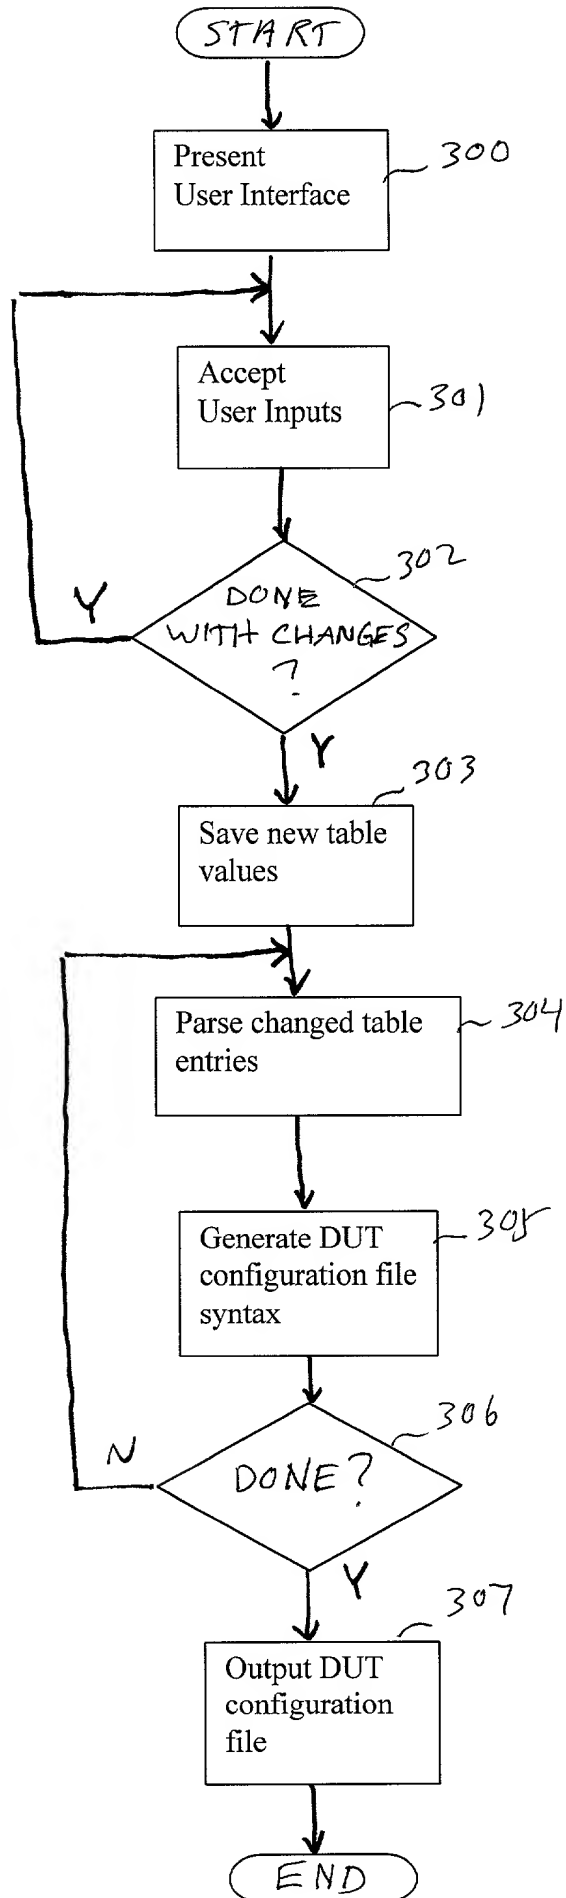 START
Present
User Interface
300
Accept
User Inputs
301
302
DONE
WITH CHANGES
?
Y
Y
303
Save new table
values
Parse changed table
entries
304
Generate DUT
configuration file
syntax
305
306
DONE?
N
Y
307
Output DUT
configuration
file
END